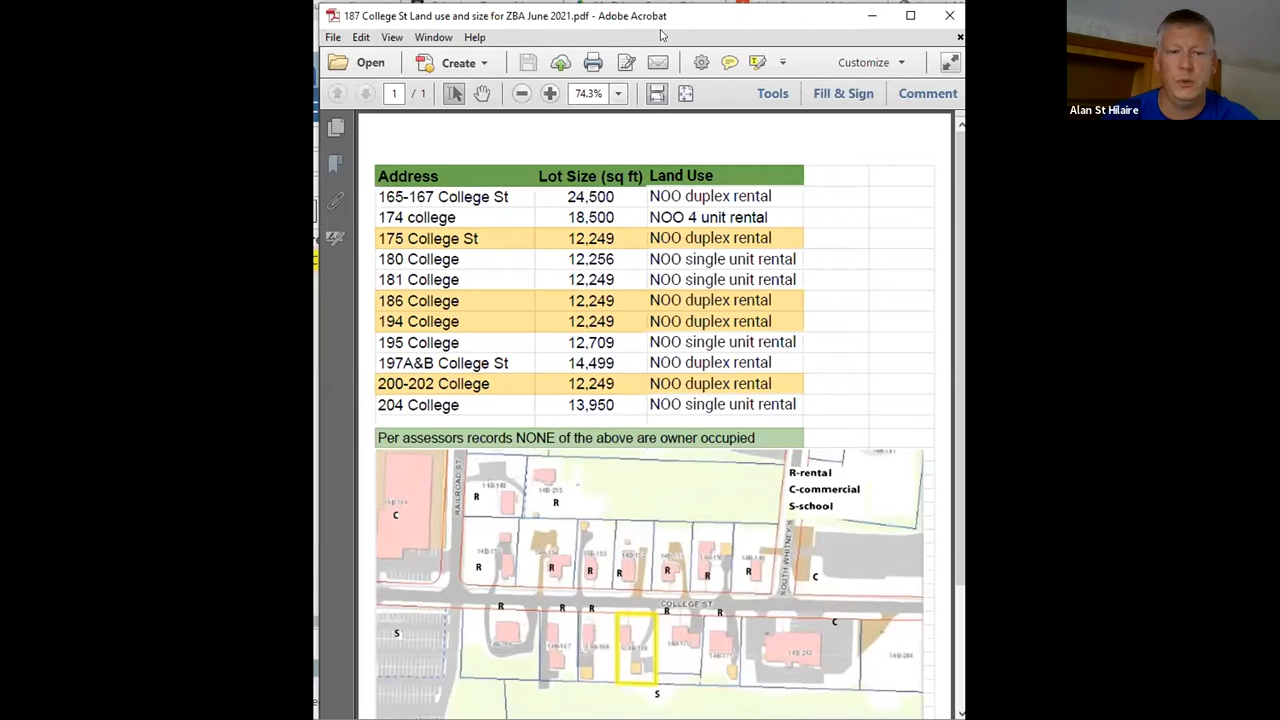 187 College St Land use and size for ZBA June 2021.pdf - Adobe Acrobat
File Edit View Window Help
Open Create Customize
1 / 1 74.3% Tools Fill & Sign Comment
Address Lot Size (sq ft) Land Use
165-167 College St 24,500 NOO duplex rental
174 college 18,500 NOO 4 unit rental
175 College St 12,249 NOO duplex rental
180 College 12,256 NOO single unit rental
181 College 12,249 NOO single unit rental
186 College 12,249 NOO duplex rental
194 College 12,249 NOO duplex rental
195 College 12,709 NOO single unit rental
197A&B College St 14,499 NOO duplex rental
200-202 College 12,249 NOO duplex rental
204 College 13,950 NOO single unit rental
Per assessors records NONE of the above are owner occupied
R-rental
C-commercial
S-school
RAILROAD ST
R R
C
R R R R R R R
SOUTH WHITNEY S
C
COLLEGE ST
R R R R R
C
S
S
Alan St Hilaire